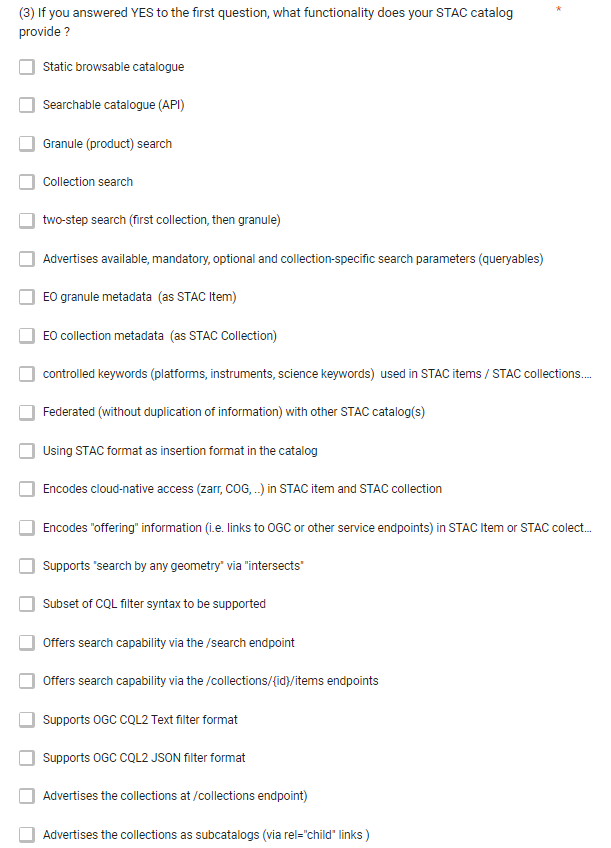 (3) If you answered YES to the first question, what functionality does your STAC catalog *
provide ?
Static browsable catalogue
Searchable catalogue (API)
Granule (product) search
Collection search
two-step search (first collection, then granule)
Advertises available, mandatory, optional and collection-specific search parameters (queryables)
EO granule metadata  (as STAC Item)
EO collection metadata  (as STAC Collection)
controlled keywords (platforms, instruments, science keywords)  used in STAC items / STAC collections....
Federated (without duplication of information) with other STAC catalog(s)
Using STAC format as insertion format in the catalog
Encodes cloud-native access (zarr, COG, ..) in STAC item and STAC collection
Encodes "offering" information (i.e. links to OGC or other service endpoints) in STAC Item or STAC colect...
Supports "search by any geometry" via "intersects"
Subset of CQL filter syntax to be supported
Offers search capability via the /search endpoint
Offers search capability via the /collections/{id}/items endpoints
Supports OGC CQL2 Text filter format
Supports OGC CQL2 JSON filter format
Advertises the collections at /collections endpoint)
Advertises the collections as subcatalogs (via rel="child" links )